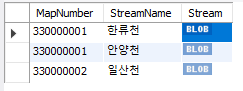 MapNumber StreamName Stream
330000001 한류천 BLOB
330000001 안양천 BLOB
330000002 일산천 BLOB